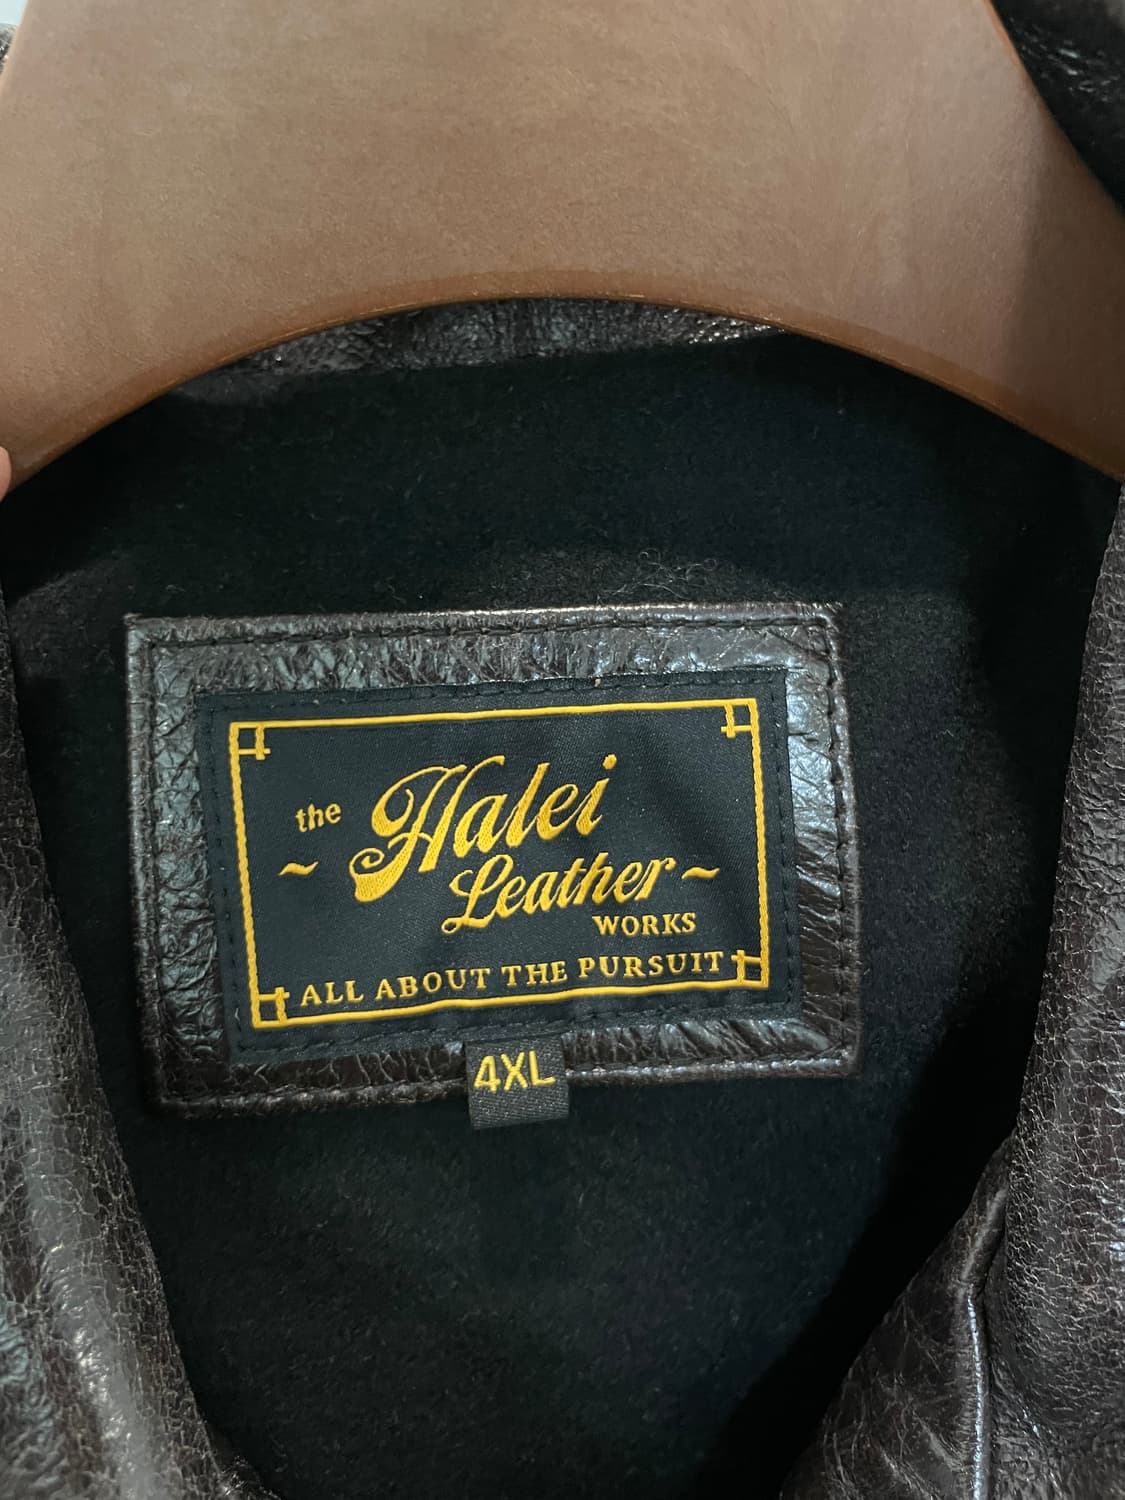 the Halei
~ Leather ~
WORKS
ALL ABOUT THE PURSUIT
4XL